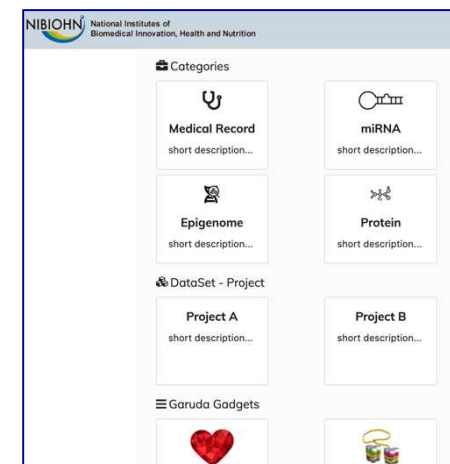 NIBIOHN
National Institutes of
Biomedical Innovation, Health and Nutrition
Categories
Medical Record
short description...
miRNA
short description...
Epigenome
short description...
Protein
short description...
DataSet - Project
Project A
short description...
Project B
short description...
Garuda Gadgets